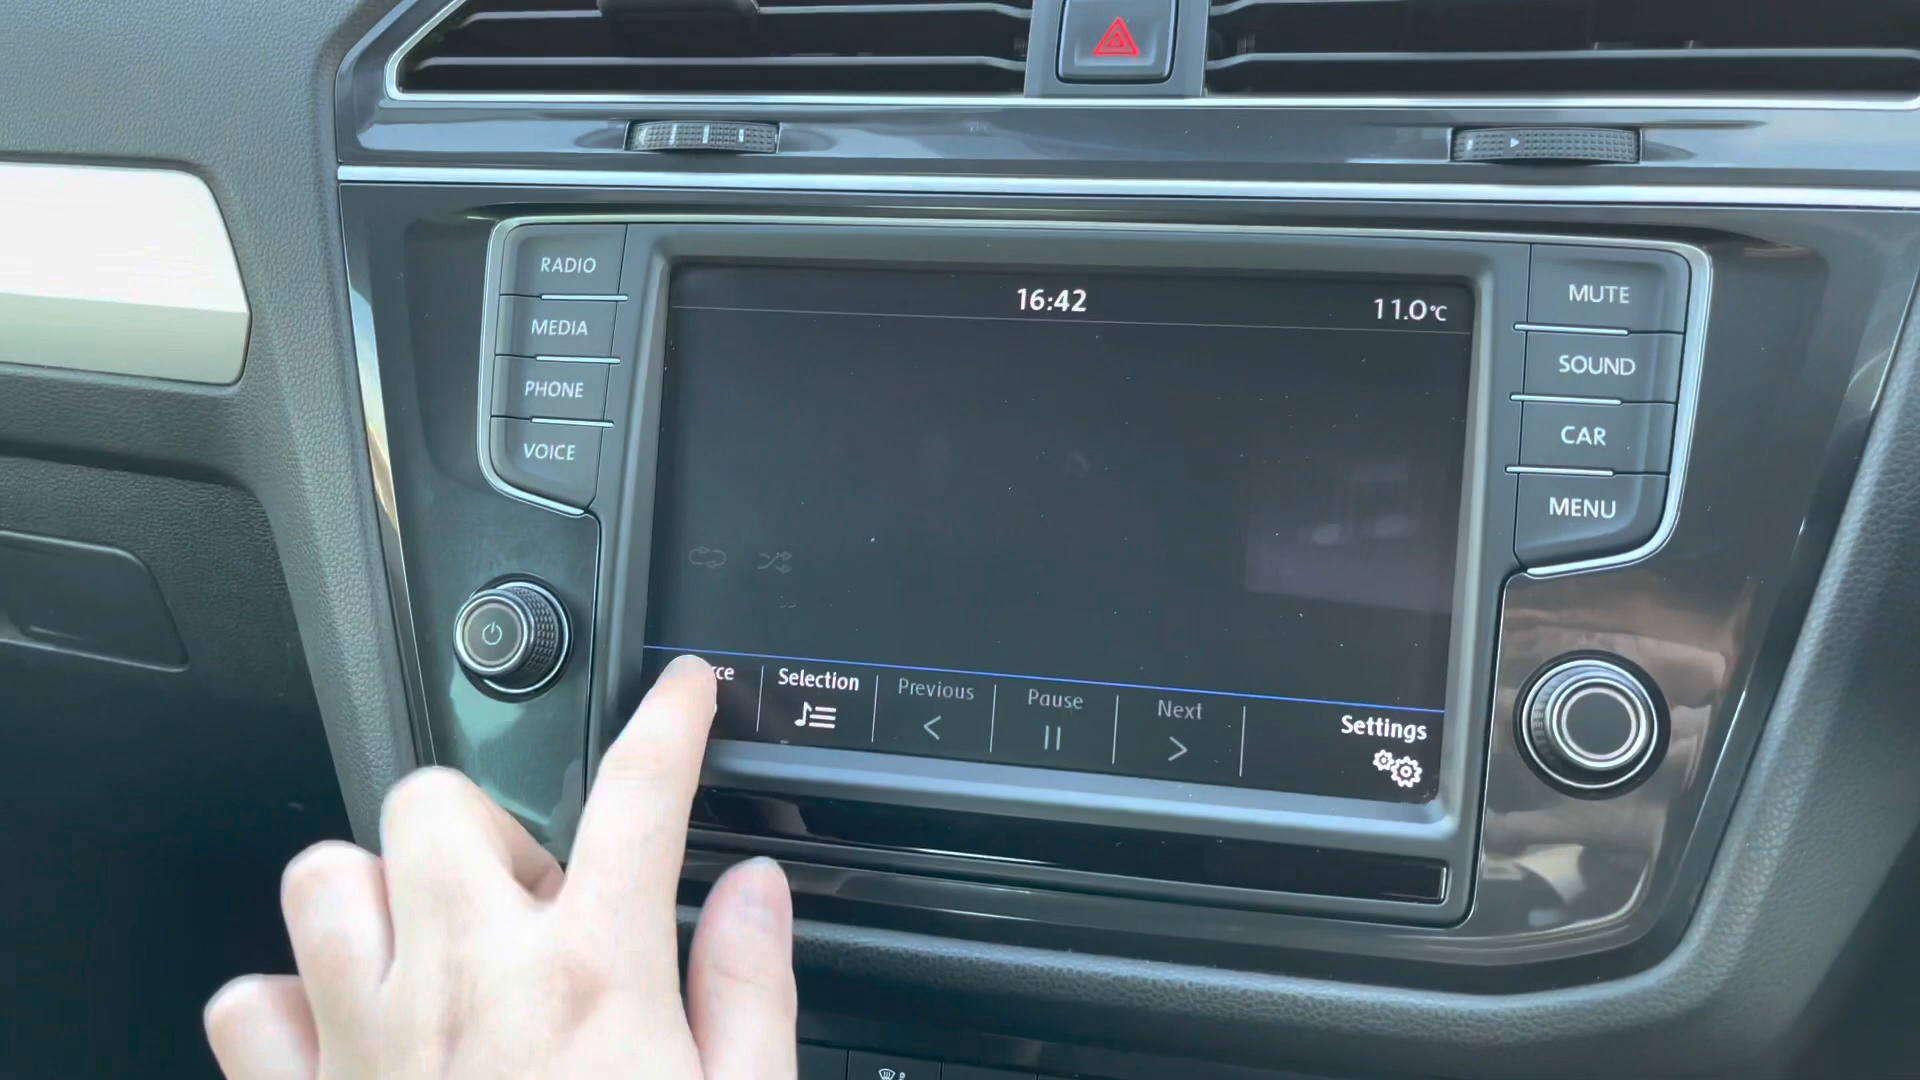 RADIO
MEDIA
PHONE
VOICE
16:42
11.0°C
Selection
Previous
Pause
Next
Settings
MUTE
SOUND
CAR
MENU